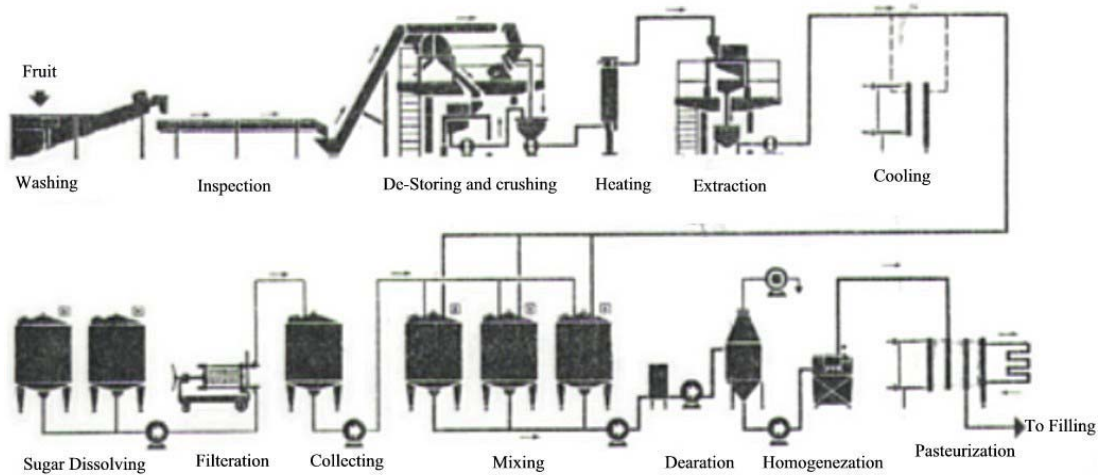 Fruit
Washing
Inspection
De-Storing and crushing
Heating
Extraction
Cooling
Sugar Dissolving
Filteration
Collecting
Mixing
Dearation
Homogenezation
Pasteurization
To Filling